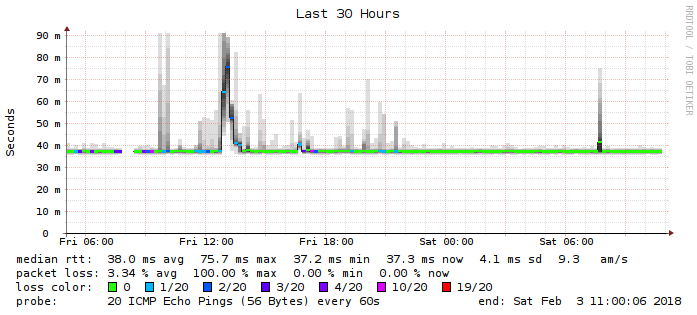 Last 30 Hours
RRDTOOL / TOBI OETIKER
Seconds
90 m
80 m
70 m
60 m
50 m
40 m
30 m
20 m
10 m
0
Fri 06:00 Fri 12:00 Fri 18:00 Sat 00:00 Sat 06:00
median rtt: 38.0 ms avg 75.7 ms max 37.2 ms min 37.3 ms now 4.1 ms sd 9.3 am/s
packet loss: 3.34 % avg 100.00 % max 0.00 % min 0.00 % now
loss color: 0 1/20 2/20 3/20 4/20 10/20 19/20
probe: 20 ICMP Echo Pings (56 Bytes) every 60s end: Sat Feb 3 11:00:06 2018